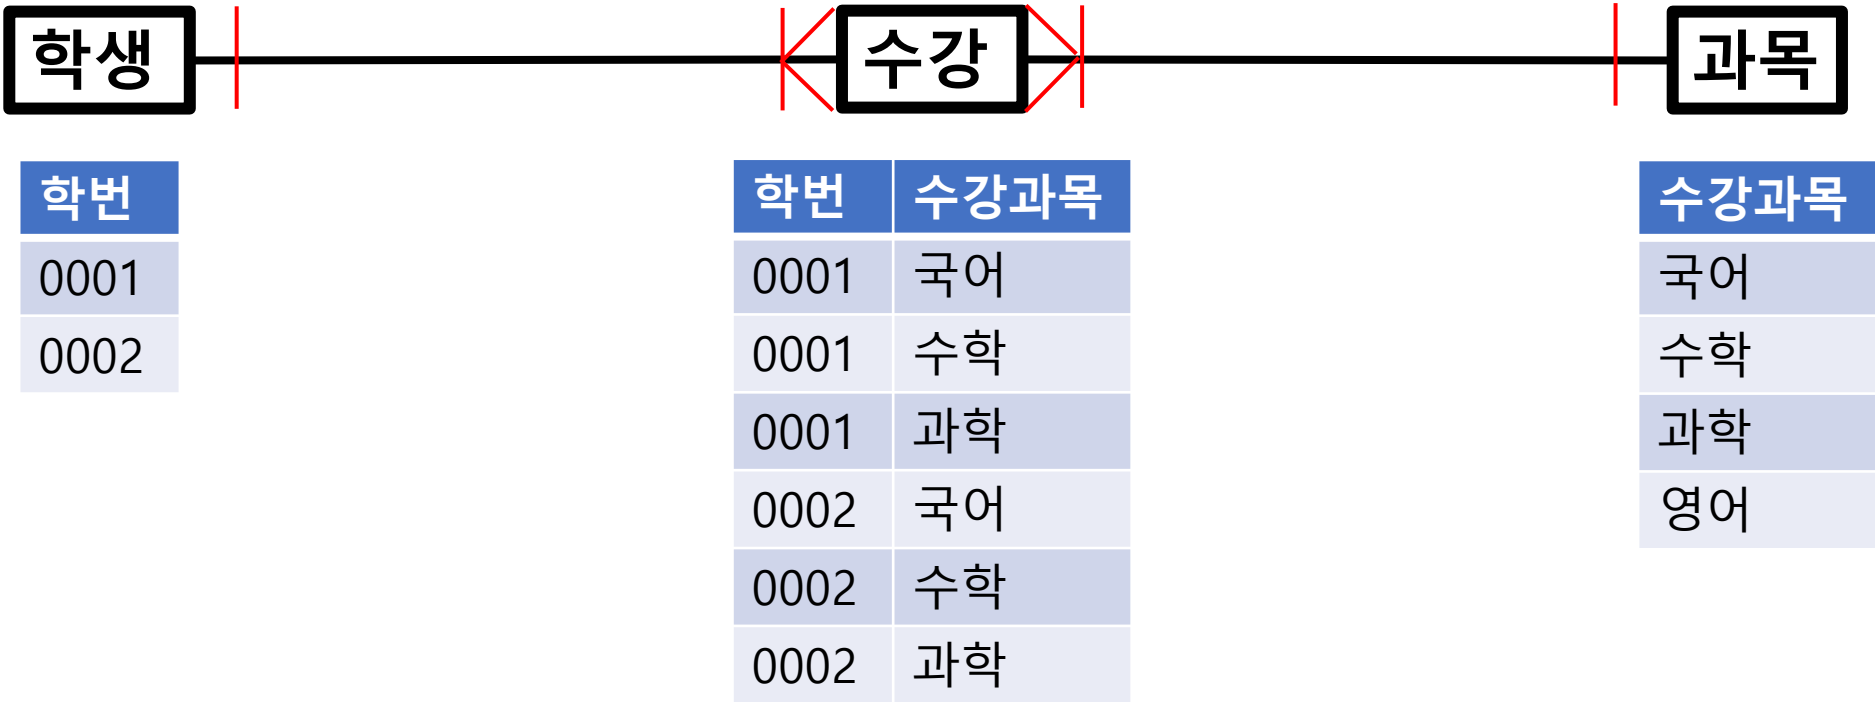 학생 수강 과목
학번
0001
0002
학번 수강과목
0001 국어
0001 수학
0001 과학
0002 국어
0002 수학
0002 과학
수강과목
국어
수학
과학
영어